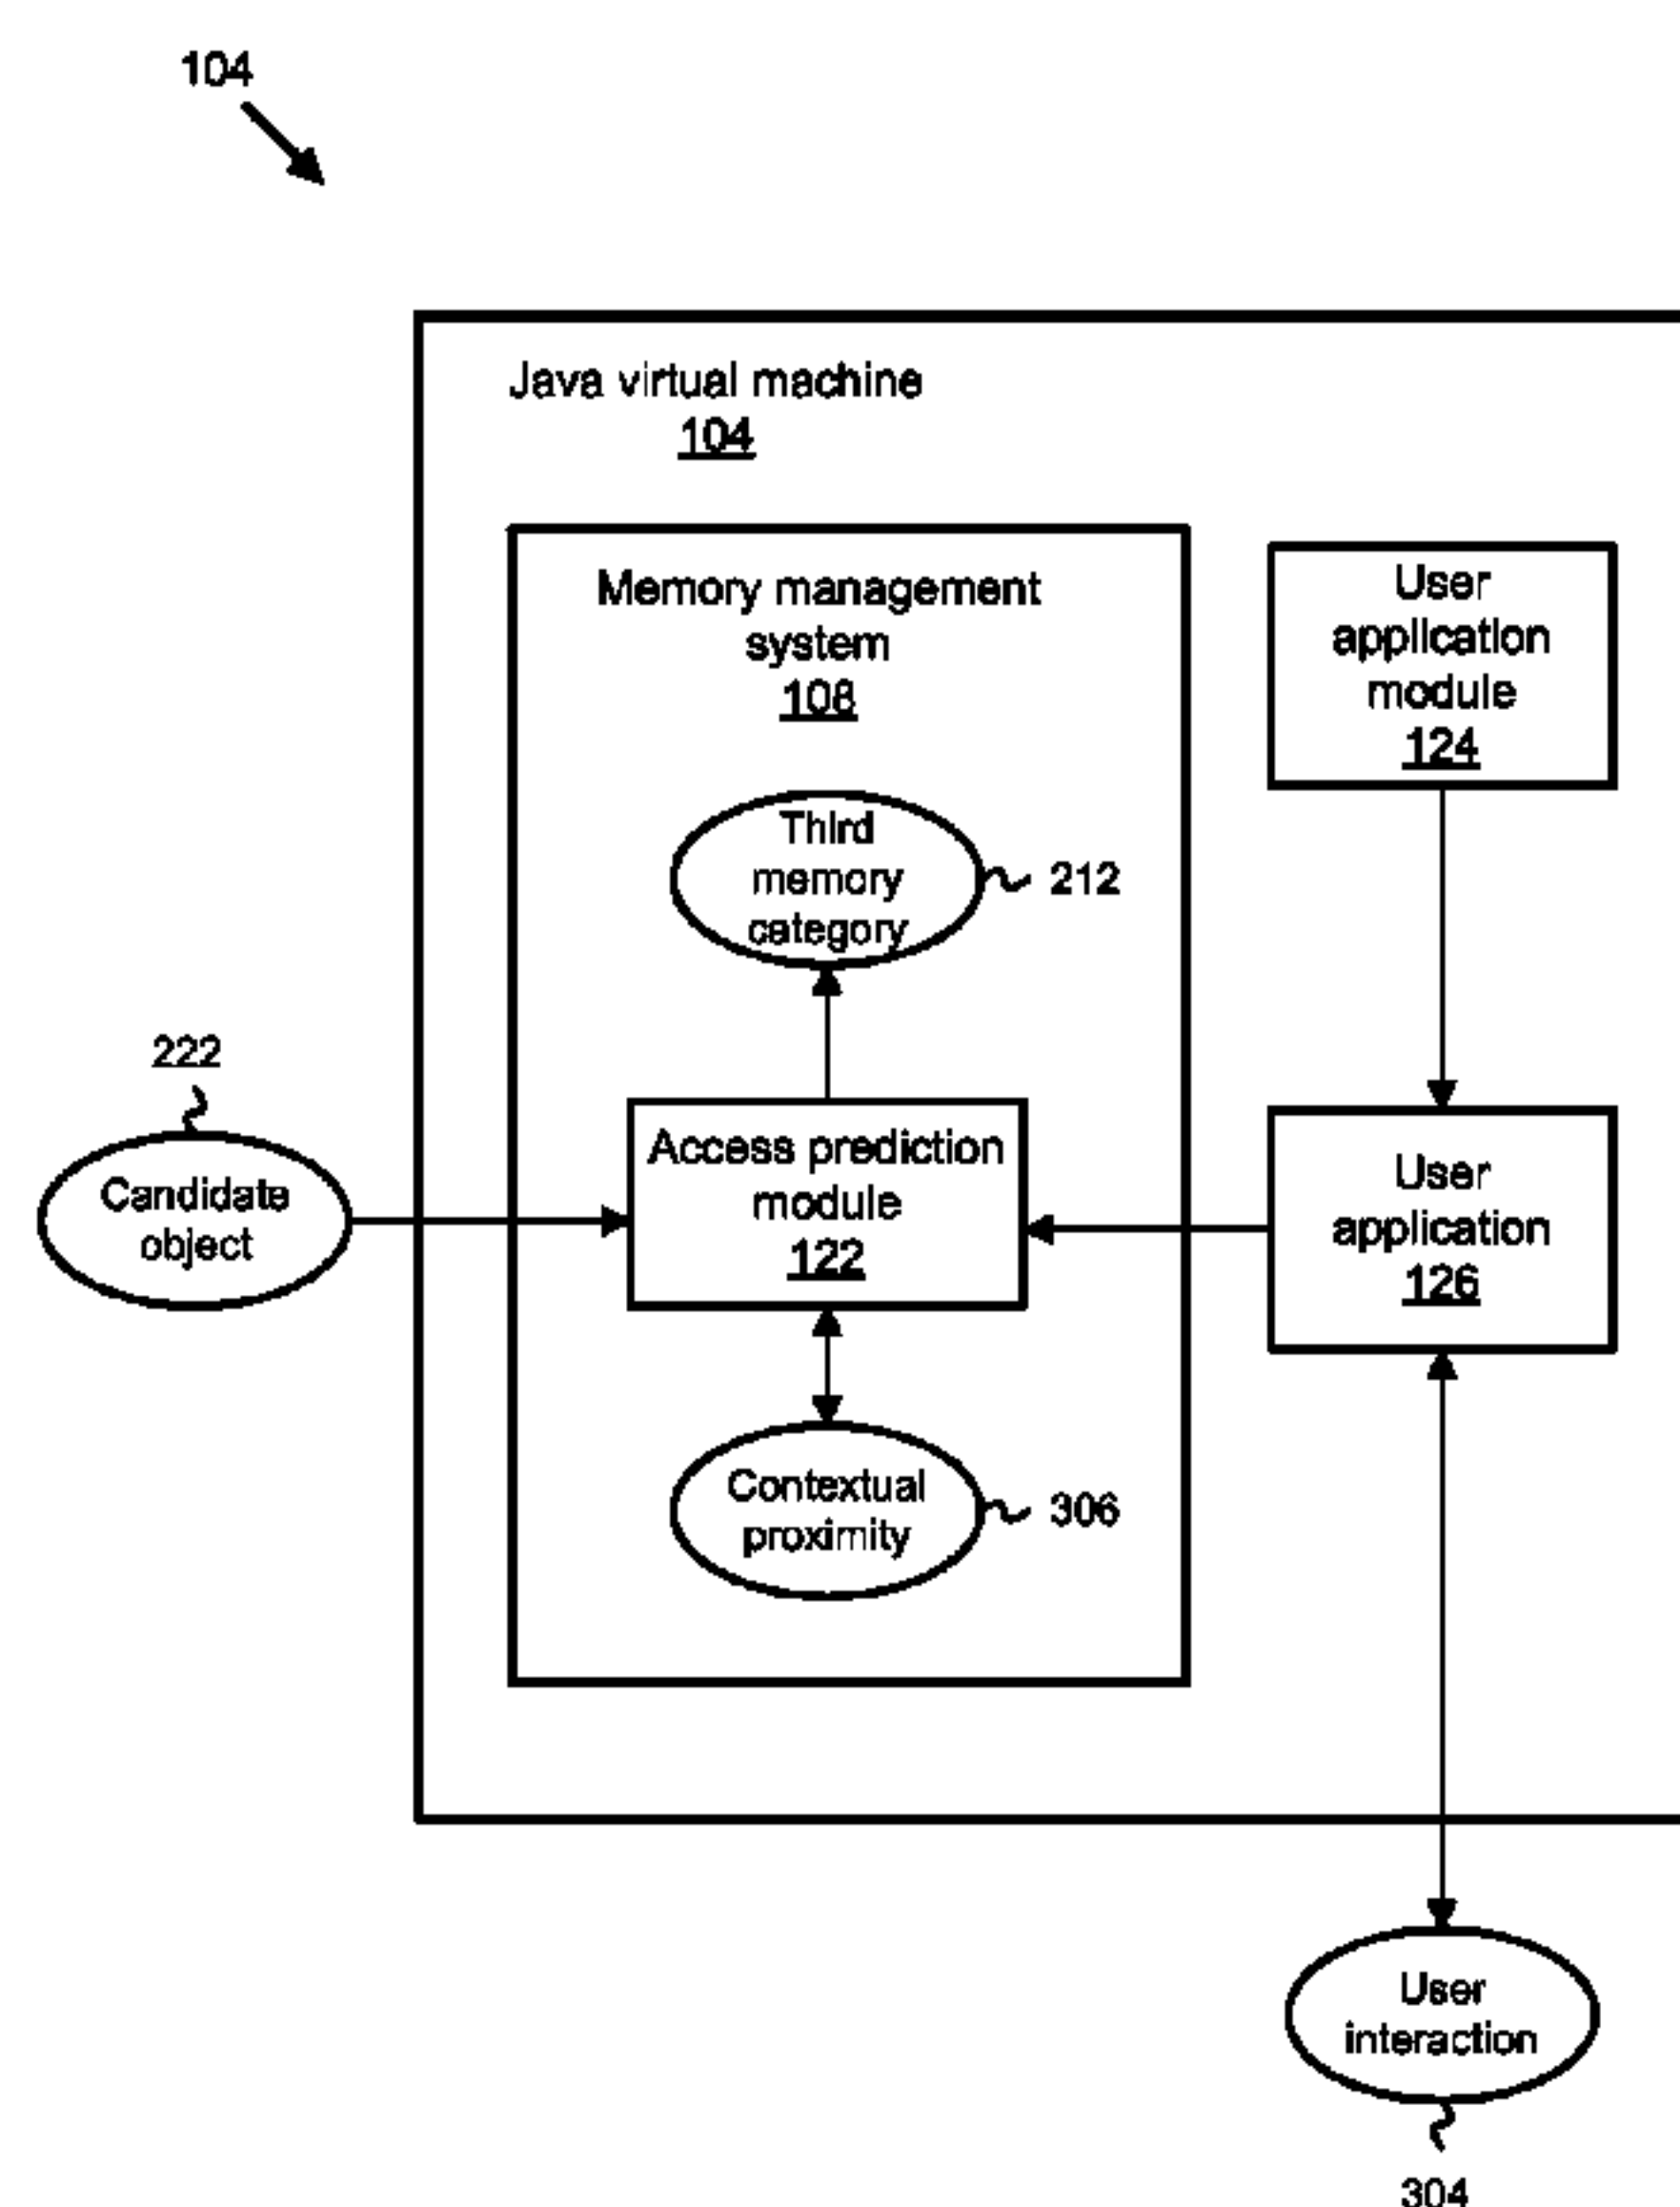 104
Java virtual machine
104
Memory management
system
108
User
application
module
124
Third
memory
category
212
222
Candidate
object
Access prediction
module
122
User
application
126
Contextual
proximity
306
User
interaction
304